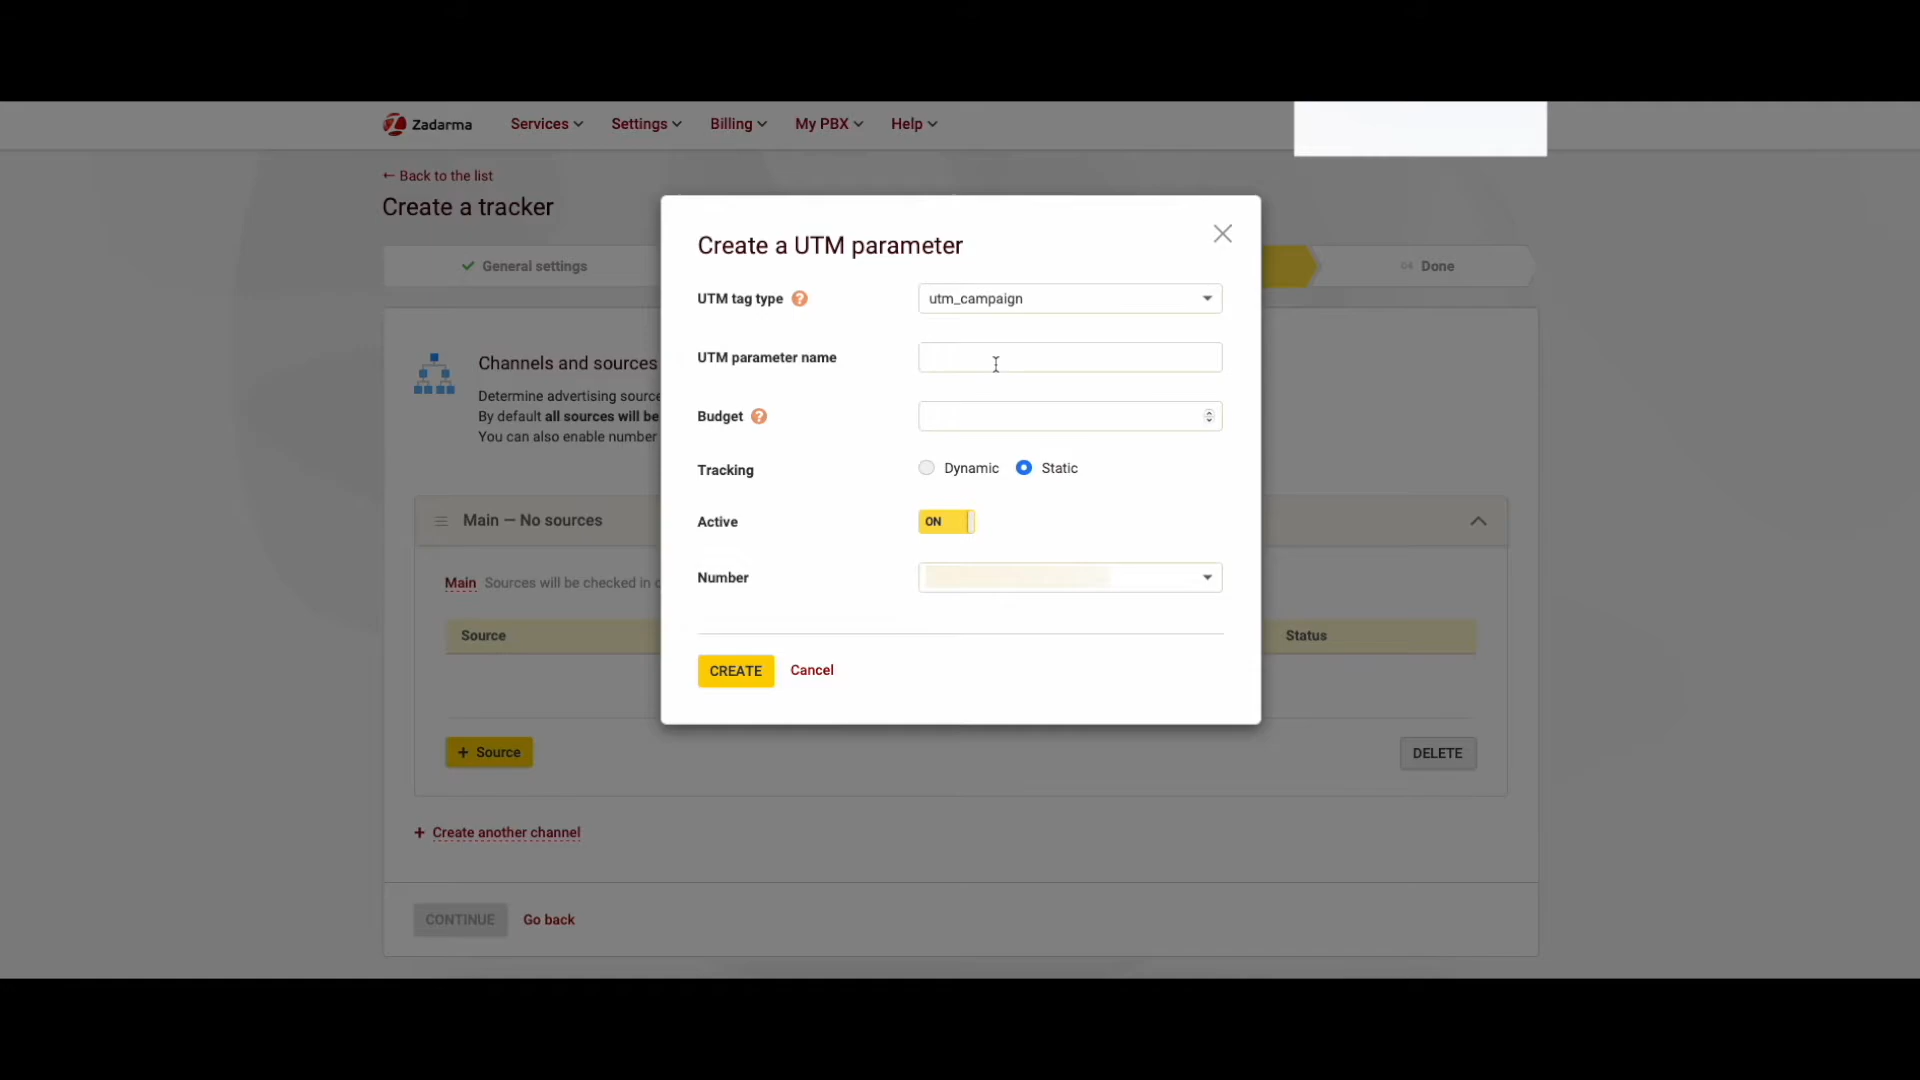 Zadarma Services Settings Billing My PBX Help
← Back to the list
Create a tracker
General settings
04 Done
Create a UTM parameter
UTM tag type ? utm_campaign
UTM parameter name
Budget ?
Tracking Dynamic Static
Active ON
Number
CREATE Cancel
Channels and sources
Determine advertising source
By default all sources will be
You can also enable number
Main — No sources
Main Sources will be checked in
Source Status
+ Source DELETE
+ Create another channel
CONTINUE Go back